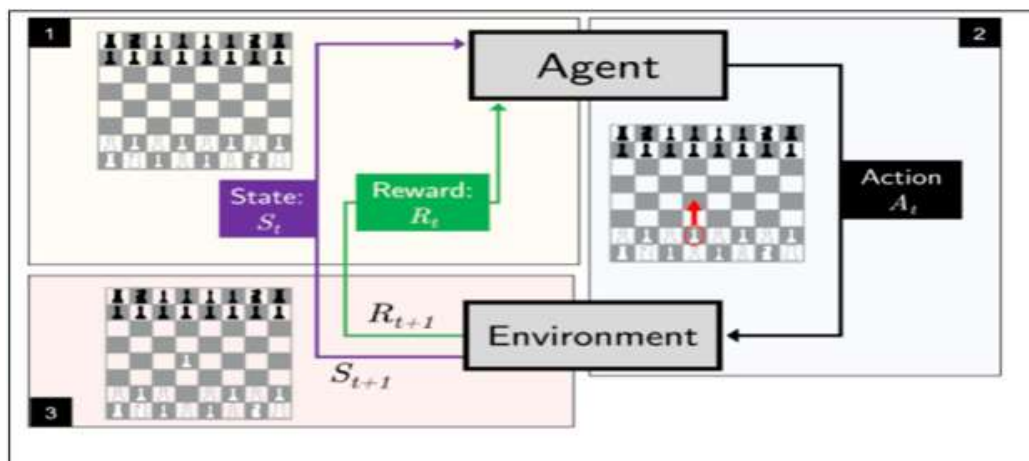 1
2
Agent
State:
S_t
Reward:
R_t
Action
A_t
R_{t+1}
Environment
S_{t+1}
3